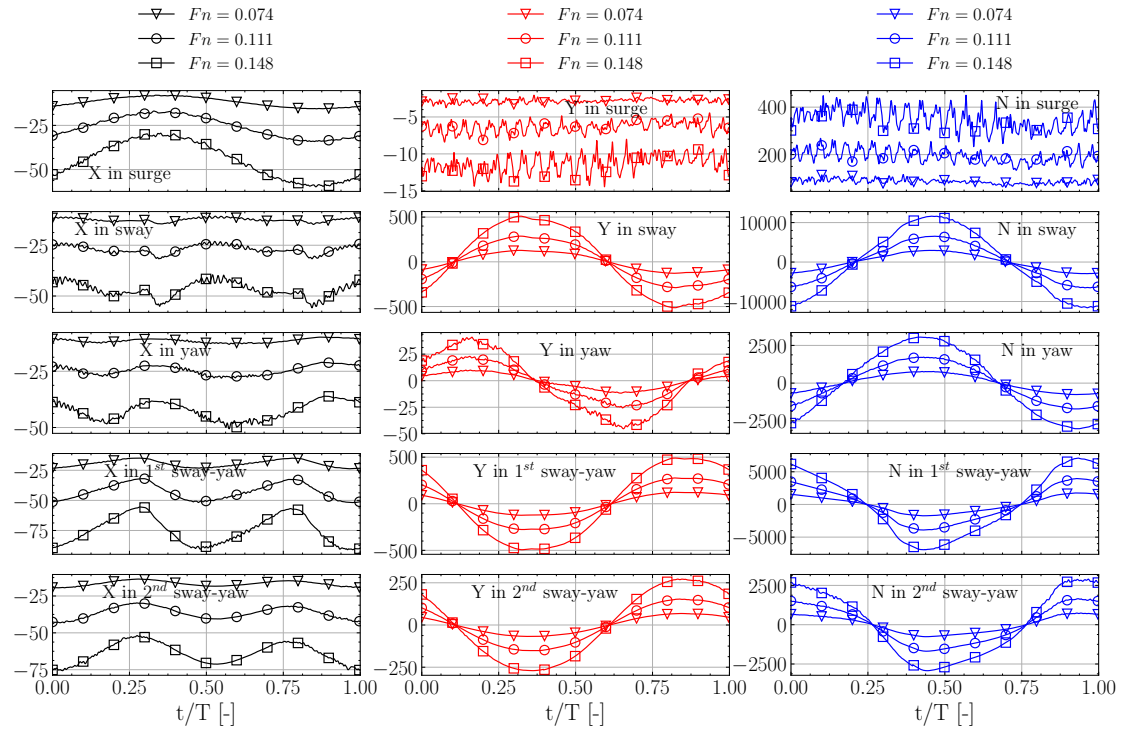 Fn = 0.074 Fn = 0.074 Fn = 0.074
Fn = 0.111 Fn = 0.111 Fn = 0.111
Fn = 0.148 Fn = 0.148 Fn = 0.148
−25
−50
X in surge
−5
−10
−15
Y in surge
400
200
N in surge
−25
−50
X in sway
500
0
−500
Y in sway
10000
0
−10000
N in sway
0
−25
−50
X in yaw
25
0
−25
−50
Y in yaw
2500
0
−2500
N in yaw
−25
−50
−75
X in 1st sway-yaw
500
0
−500
Y in 1st sway-yaw
5000
0
−5000
N in 1st sway-yaw
−25
−50
−75
X in 2nd sway-yaw
250
0
−250
Y in 2nd sway-yaw
2500
0
−2500
N in 2nd sway-yaw
0.00 0.25 0.50 0.75 1.00 0.00 0.25 0.50 0.75 1.00 0.00 0.25 0.50 0.75 1.00
t/T [-] t/T [-] t/T [-]